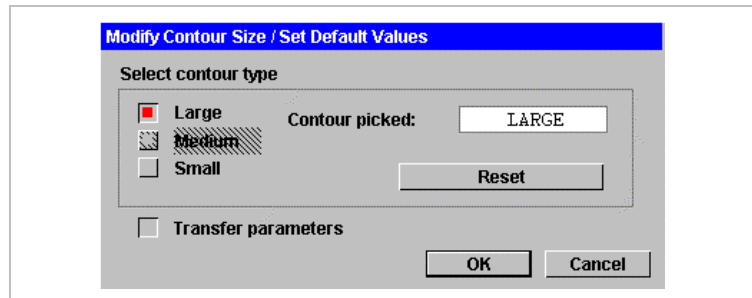 Modify Contour Size / Set Default Values
Select contour type
Large
Contour picked:
LARGE
Medium
Small
Reset
Transfer parameters
OK
Cancel